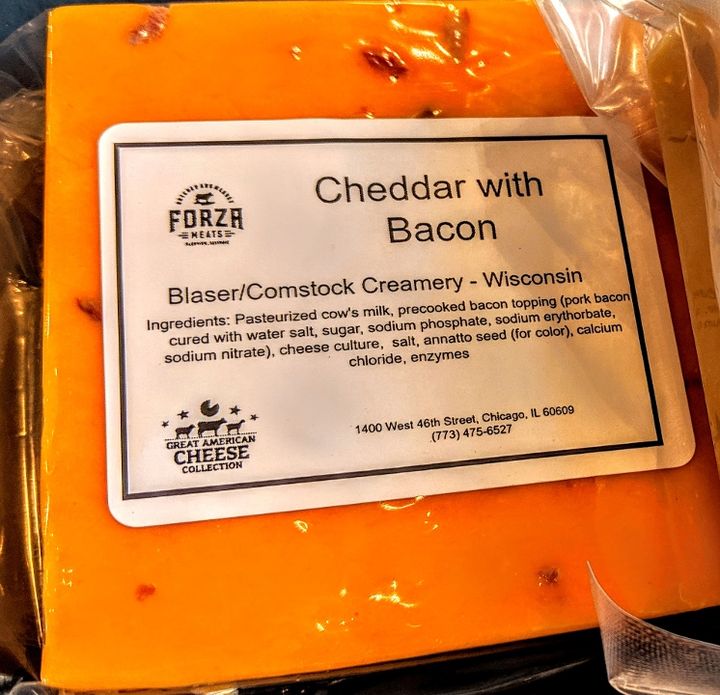 FORZA
MEATS
Cheddar with
Bacon
Blaser/Comstock Creamery - Wisconsin
Ingredients: Pasteurized cow's milk, precooked bacon topping (pork bacon
cured with water salt, sugar, sodium phosphate, sodium erythorbate,
sodium nitrate), cheese culture, salt, annatto seed (for color), calcium
chloride, enzymes
GREAT AMERICAN
CHEESE
COLLECTION
1400 West 46th Street, Chicago, IL 60609
(773) 475-6527